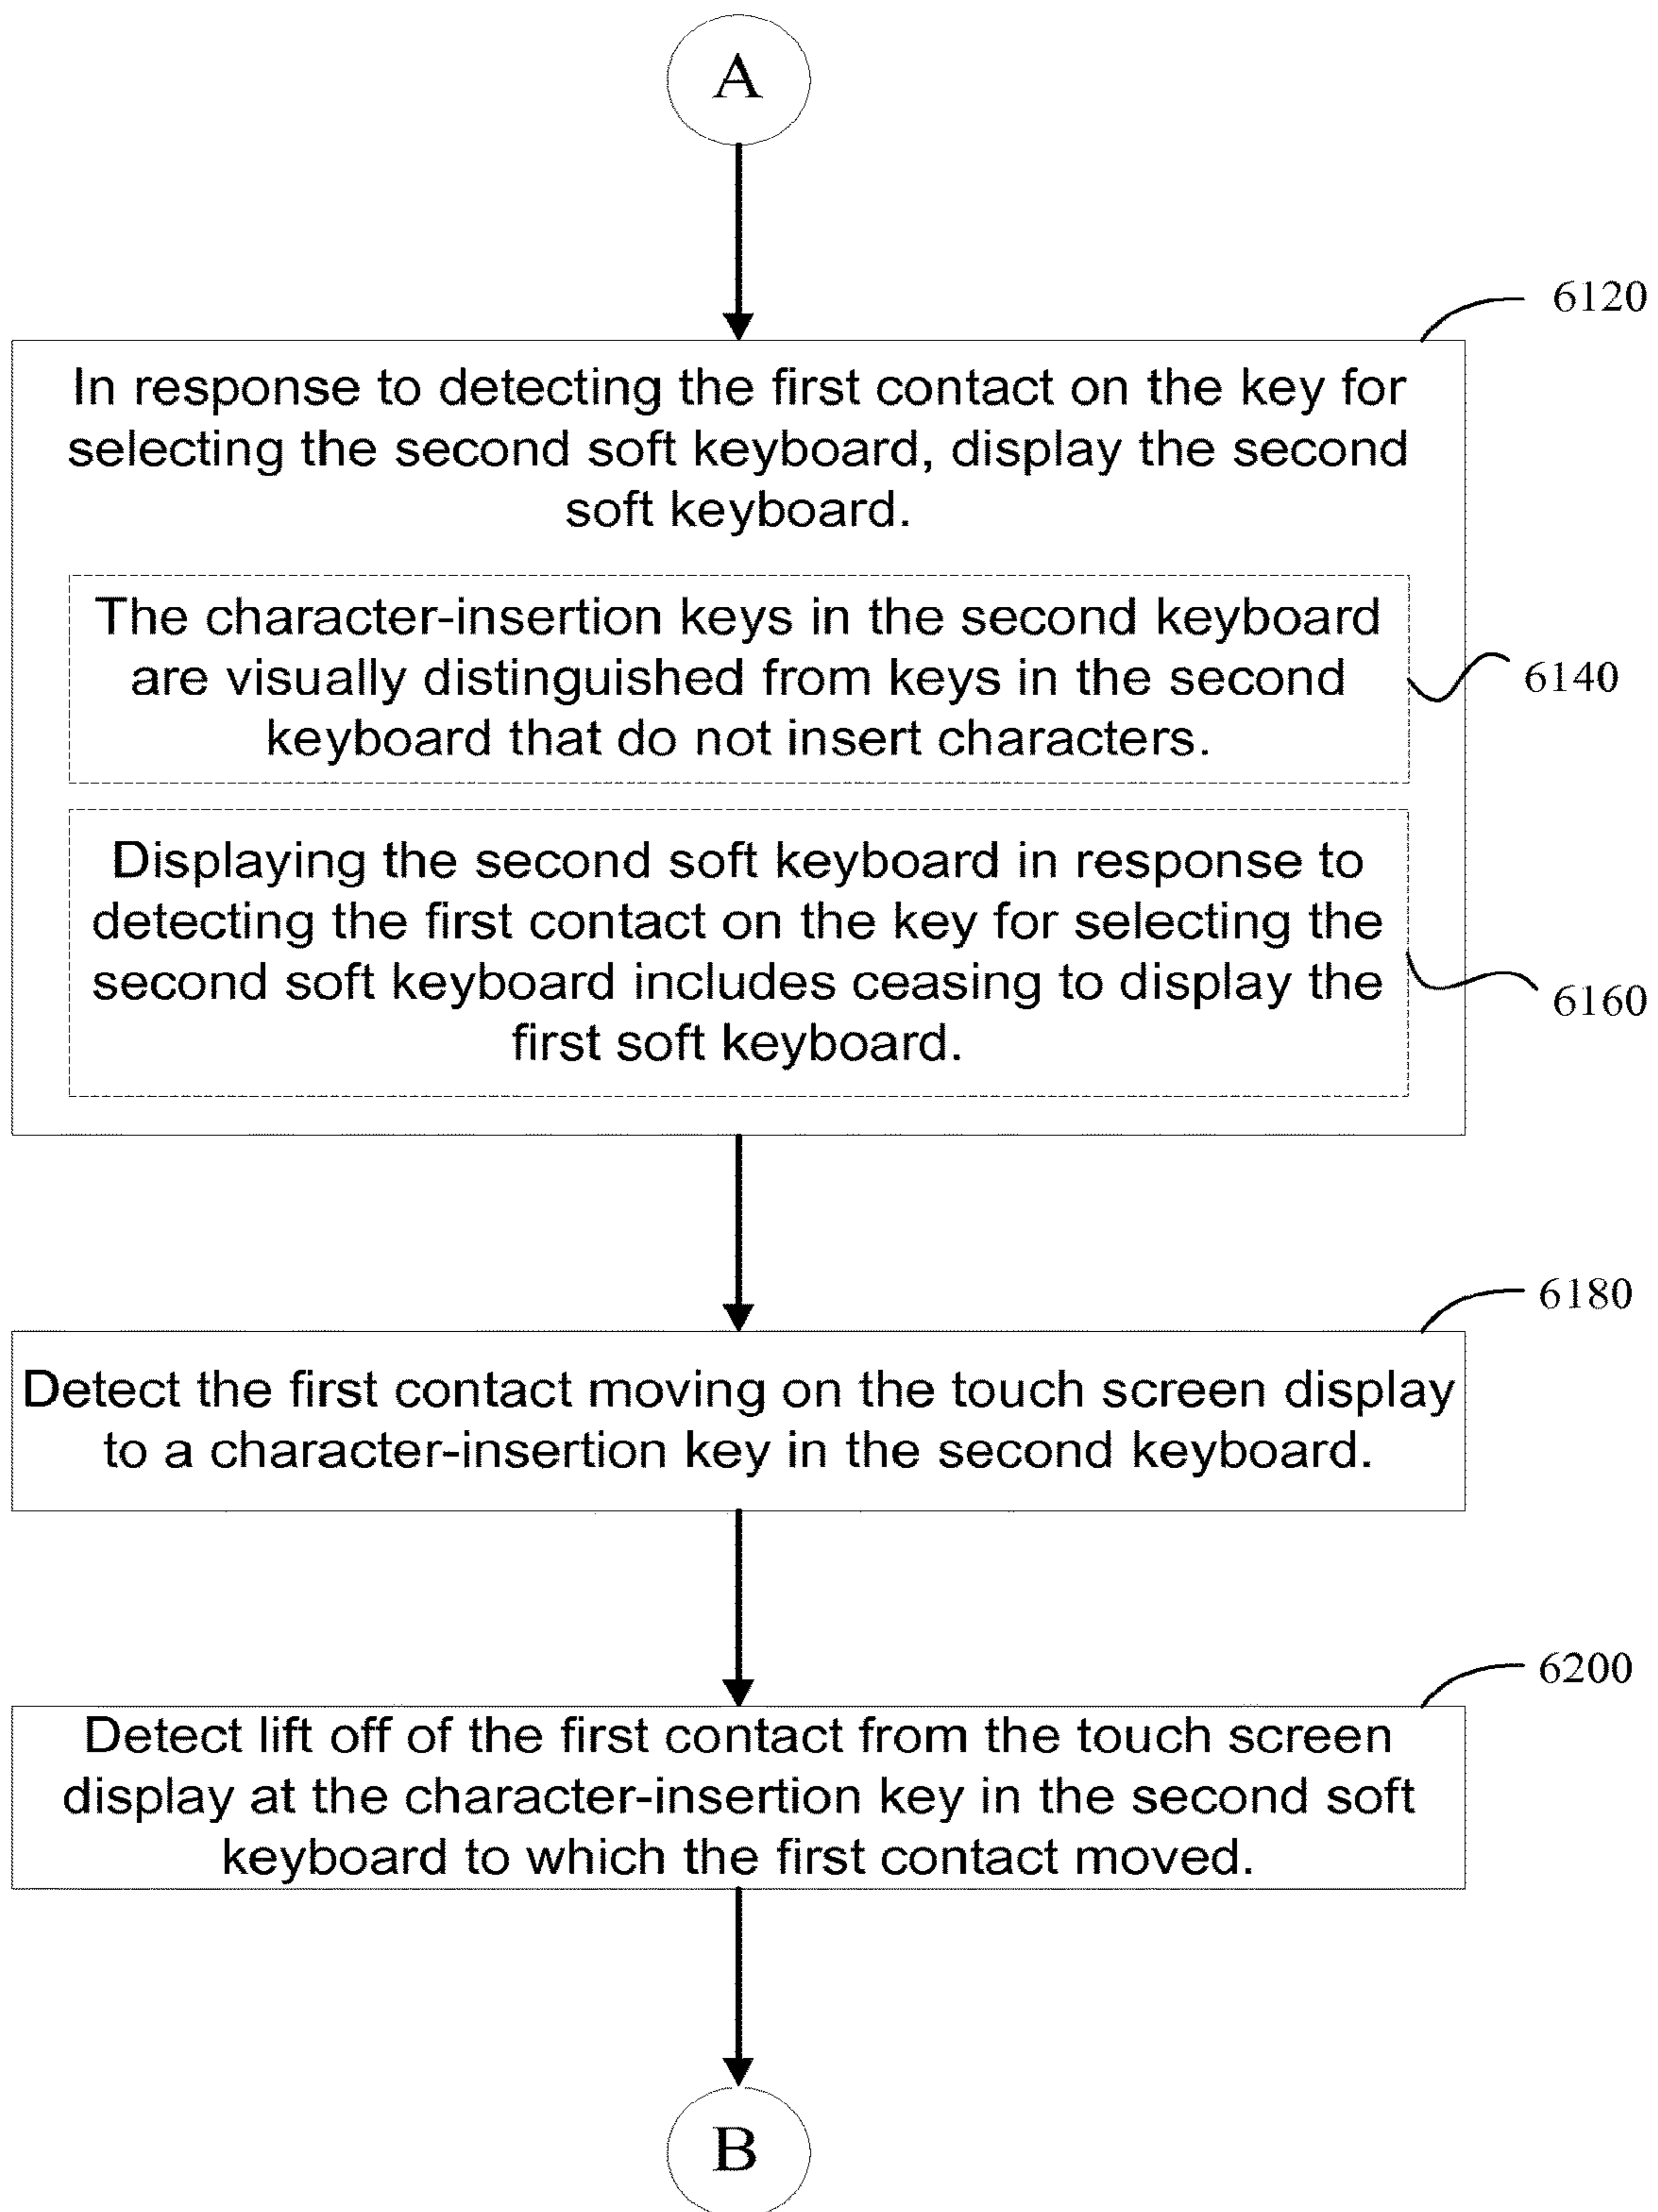 A
6120
In response to detecting the first contact on the key for
selecting the second soft keyboard, display the second
soft keyboard.
The character-insertion keys in the second keyboard
are visually distinguished from keys in the second
keyboard that do not insert characters.
6140
Displaying the second soft keyboard in response to
detecting the first contact on the key for selecting the
second soft keyboard includes ceasing to display the
first soft keyboard.
6160
6180
Detect the first contact moving on the touch screen display
to a character-insertion key in the second keyboard.
6200
Detect lift off of the first contact from the touch screen
display at the character-insertion key in the second soft
keyboard to which the first contact moved.
B